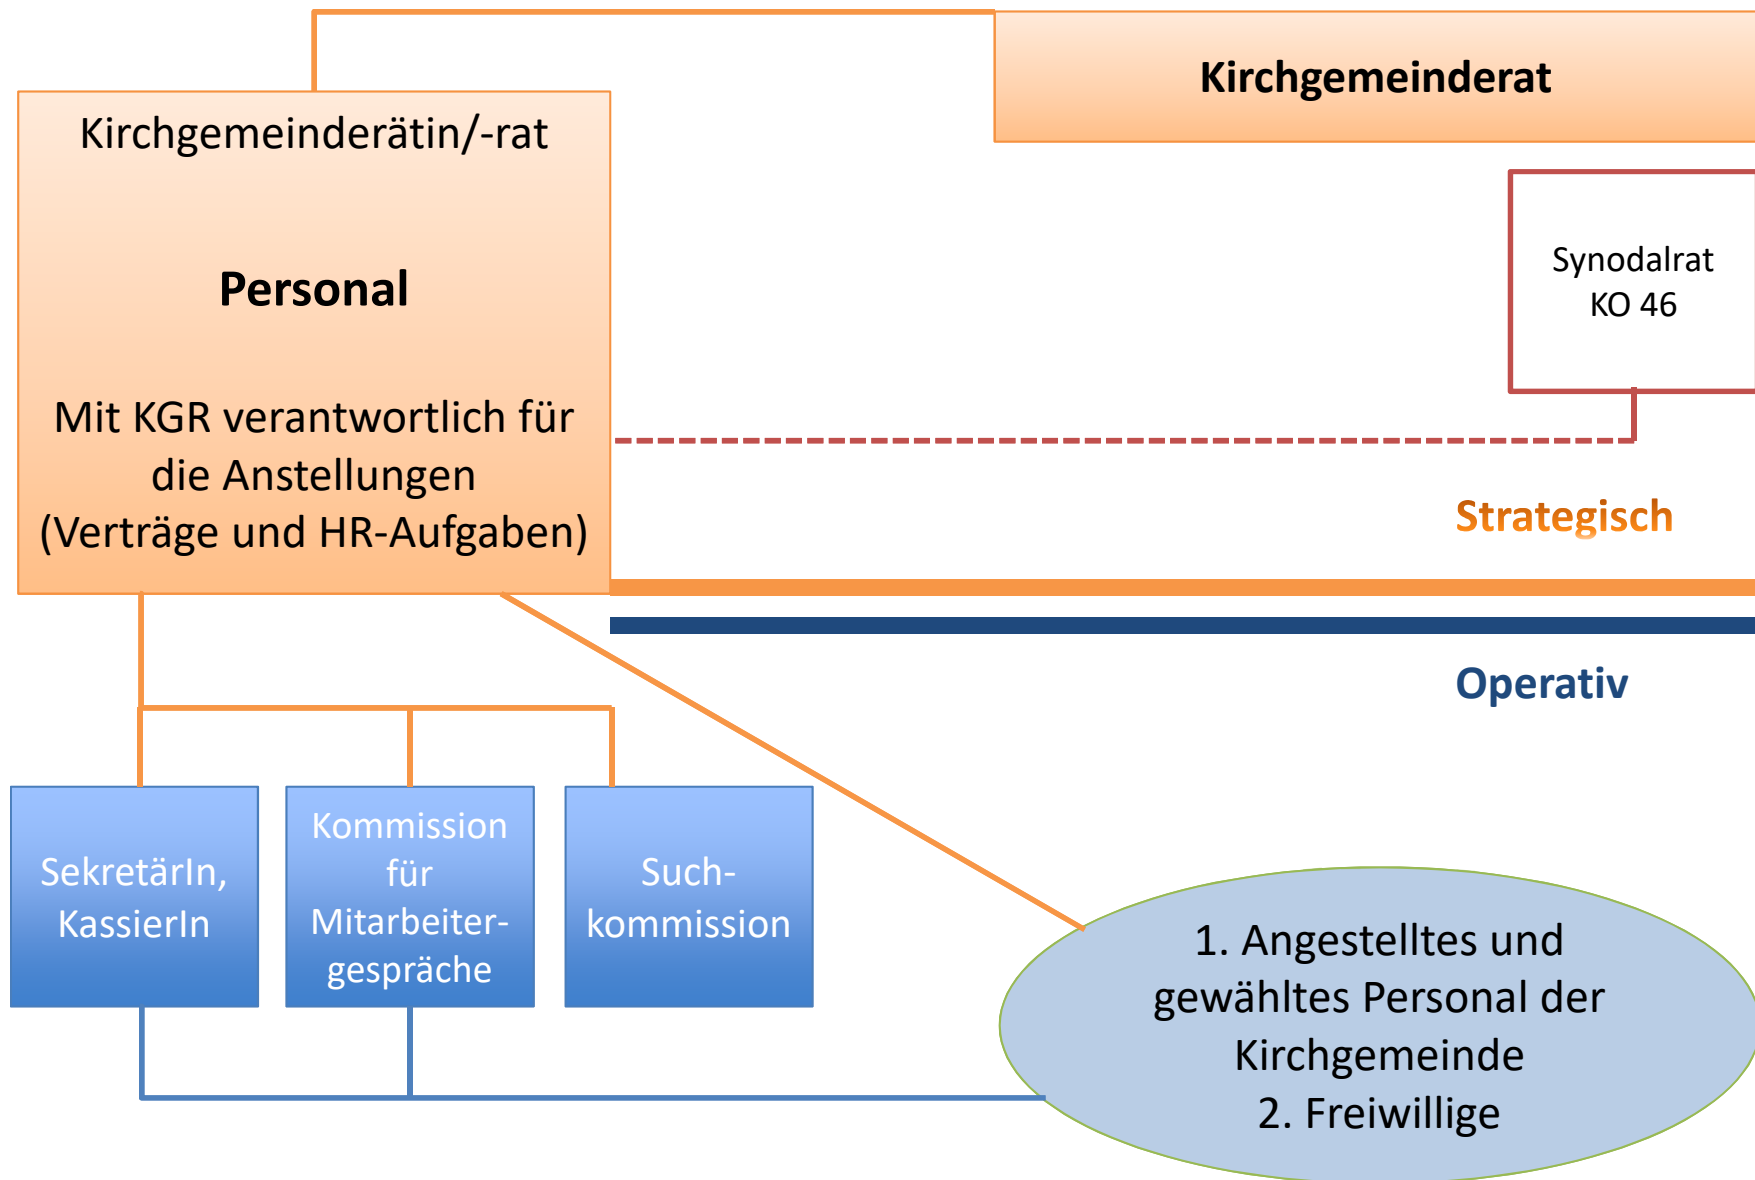 Kirchgemeinderat
Kirchgemeinderätin/-rat
Personal
Mit KGR verantwortlich für
die Anstellungen
(Verträge und HR-Aufgaben)
Synodalrat
KO 46
Strategisch
Operativ
SekretärIn,
KassierIn
Kommission
für
Mitarbeiter-
gespräche
Such-
kommission
1. Angestelltes und
gewähltes Personal der
Kirchgemeinde
2. Freiwillige